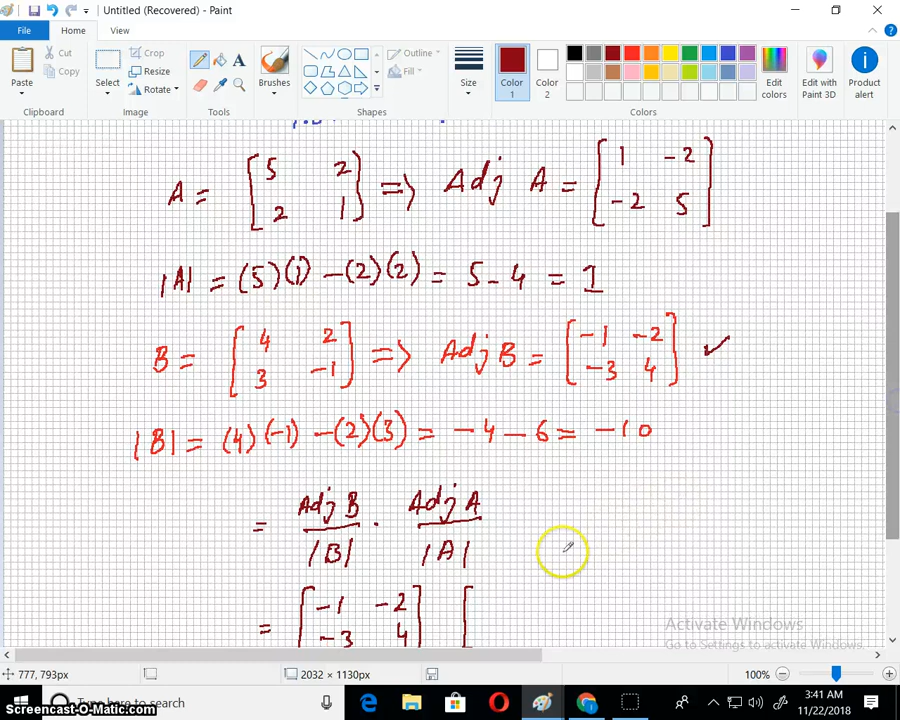 Untitled (Recovered) - Paint
File Home View
Cut Crop Outline
Paste Copy Select Resize Fill
Rotate Brushes Size Color 1 Color 2 Edit colors Edit with Paint 3D Product alert
Clipboard Image Tools Shapes Colors
A = [ 5 2 ; 2 1 ] => Adj A = [ 1 -2 ; -2 5 ]
|A| = (5)(1) - (2)(2) = 5 - 4 = 1
B = [ 4 2 ; 3 -1 ] => Adj B = [ -1 -2 ; -3 4 ] ✓
|B| = (4)(-1) - (2)(3) = -4 - 6 = -10
= Adj B / |B| . Adj A / |A|
= [ -1 -2 ; -3 4 ] [
Activate Windows
Go to Settings to activate Windows.
777, 793px 2032 × 1130px 100%
Type here to search
3:41 AM
11/22/2018
Screencast-O-Matic.com